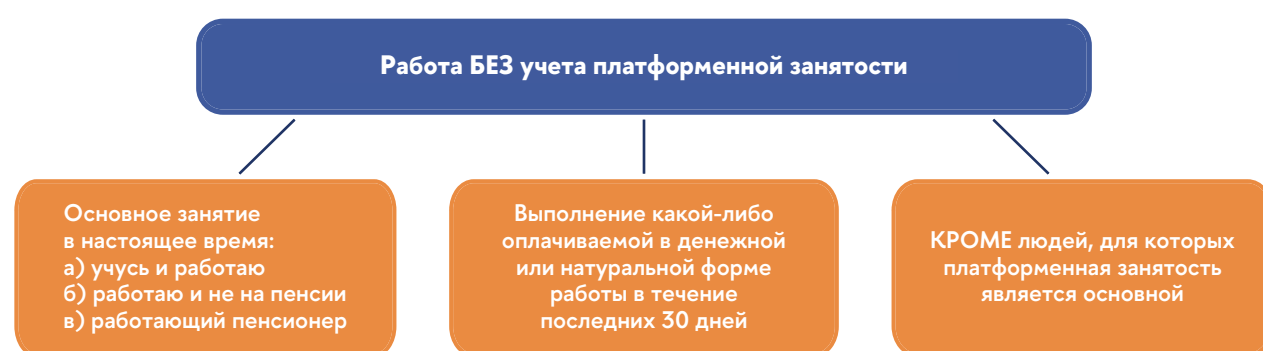 Работа БЕЗ учета платформенной занятости
Основное занятие
в настоящее время:
а) учусь и работаю
б) работаю и не на пенсии
в) работающий пенсионер
Выполнение какой-либо
оплачиваемой в денежной
или натуральной форме
работы в течение
последних 30 дней
КРОМЕ людей, для которых
платформенная занятость
является основной